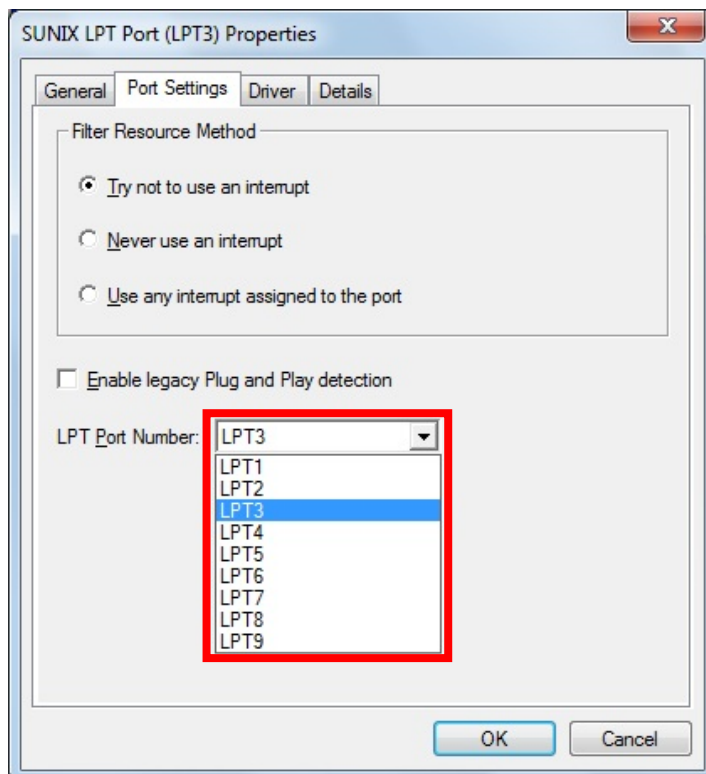 SUNIX LPT Port (LPT3) Properties
General Port Settings Driver Details
Filter Resource Method
Try not to use an interrupt
Never use an interrupt
Use any interrupt assigned to the port
Enable legacy Plug and Play detection
LPT Port Number: LPT3
LPT1
LPT2
LPT3
LPT4
LPT5
LPT6
LPT7
LPT8
LPT9
OK Cancel